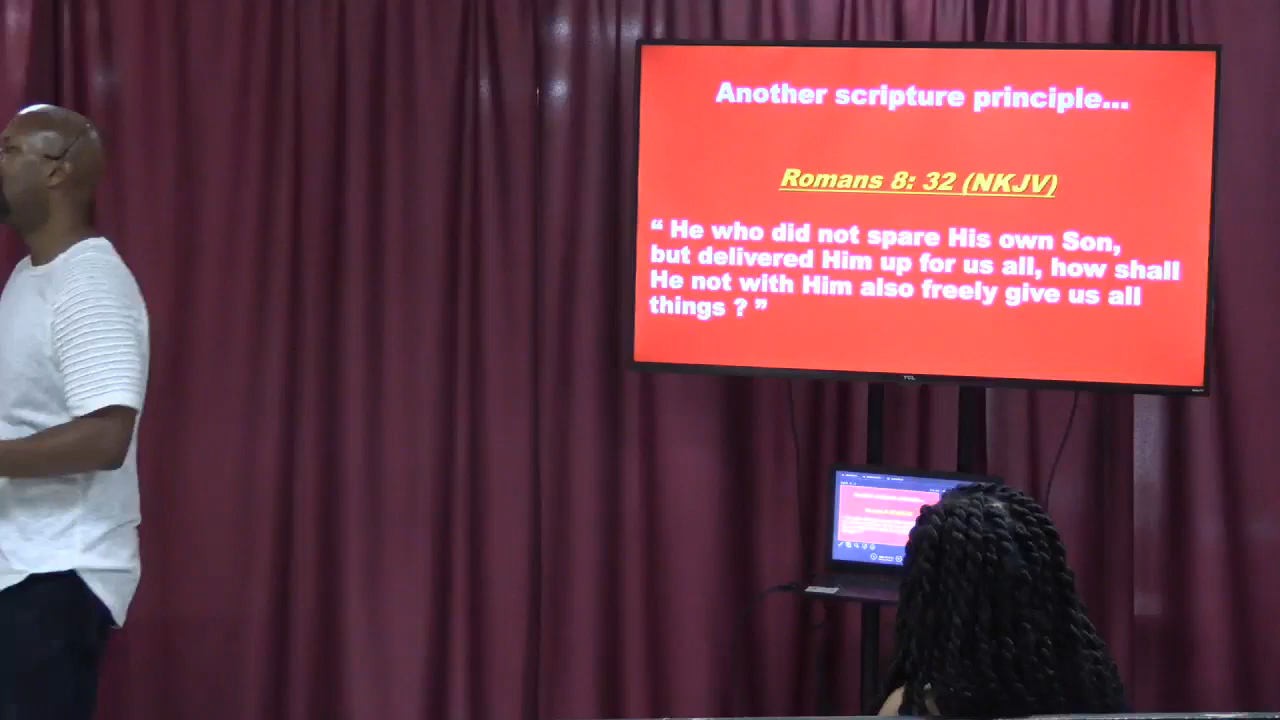 Another scripture principle...
Romans 8: 32 (NKJV)
“ He who did not spare His own Son,
but delivered Him up for us all, how shall
He not with Him also freely give us all
things ? ”
TCL